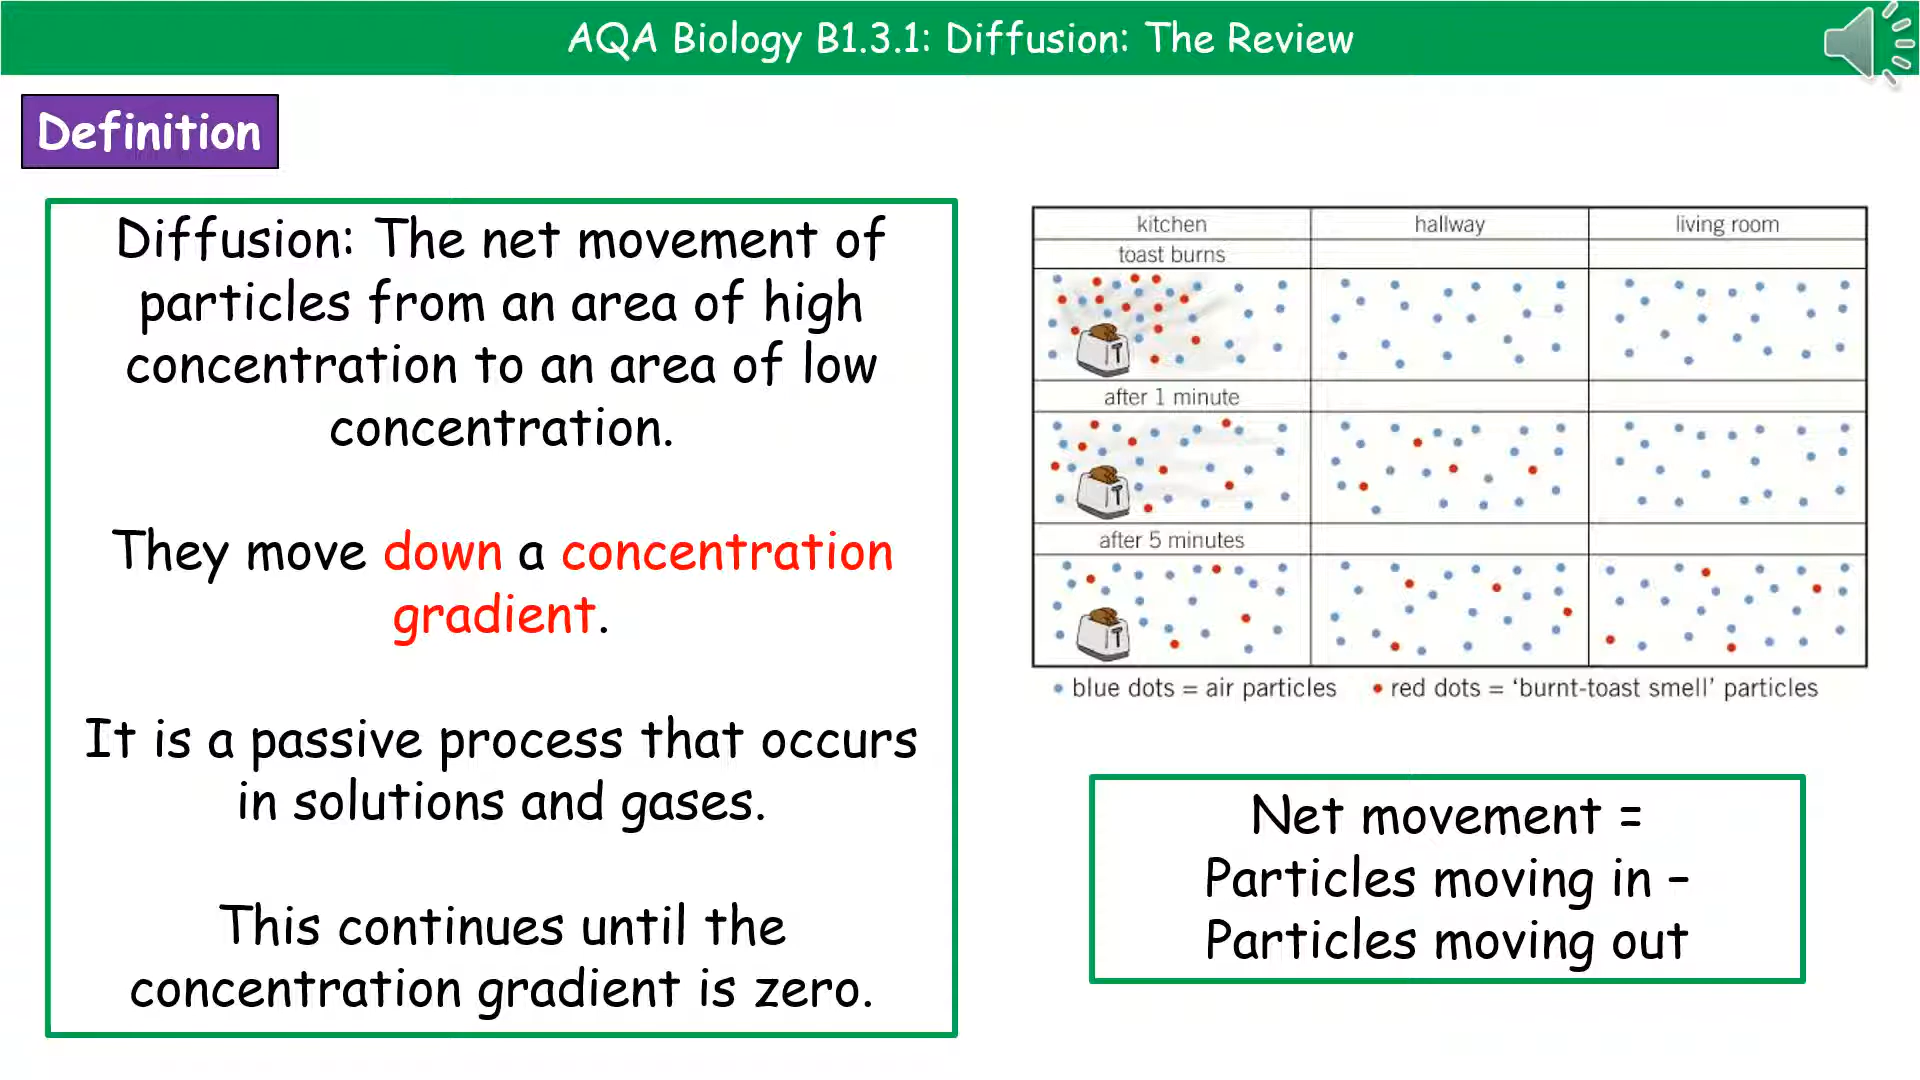 AQA Biology B1.3.1: Diffusion: The Review
Definition
Diffusion: The net movement of
particles from an area of high
concentration to an area of low
concentration.
They move down a concentration
gradient.
It is a passive process that occurs
in solutions and gases.
This continues until the
concentration gradient is zero.
kitchen hallway living room
toast burns
T
after 1 minute
T
after 5 minutes
T
blue dots = air particles red dots = ‘burnt-toast smell’ particles
Net movement =
Particles moving in –
Particles moving out